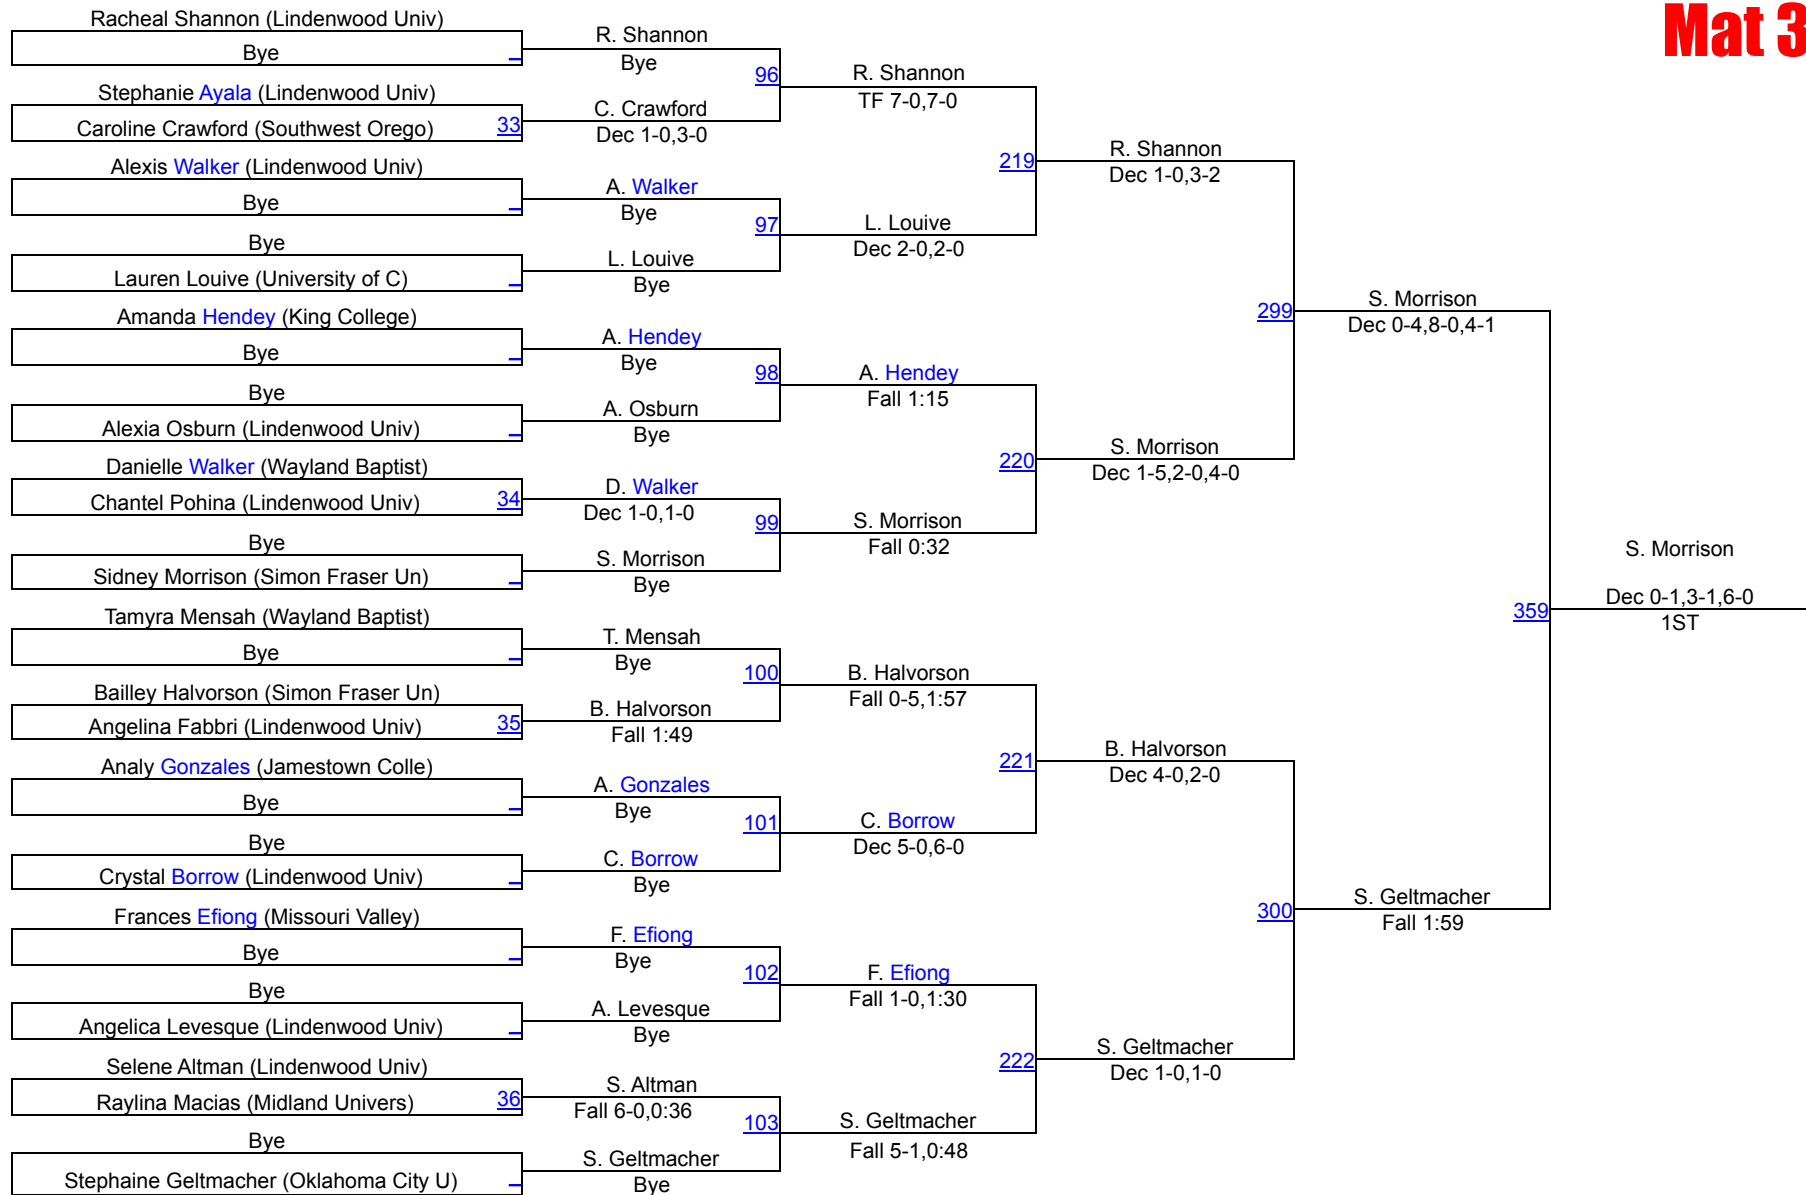 Mat 3
Racheal Shannon (Lindenwood Univ)
Bye
Stephanie Ayala (Lindenwood Univ)
Caroline Crawford (Southwest Orego)
33
Alexis Walker (Lindenwood Univ)
Bye
Bye
Lauren Louive (University of C)
Amanda Hendey (King College)
Bye
Bye
Alexia Osburn (Lindenwood Univ)
Danielle Walker (Wayland Baptist)
Chantel Pohina (Lindenwood Univ)
34
Bye
Sidney Morrison (Simon Fraser Un)
Tamyra Mensah (Wayland Baptist)
Bye
Bailley Halvorson (Simon Fraser Un)
Angelina Fabbri (Lindenwood Univ)
35
Analy Gonzales (Jamestown Colle)
Bye
Bye
Crystal Borrow (Lindenwood Univ)
Frances Efiong (Missouri Valley)
Bye
Bye
Angelica Levesque (Lindenwood Univ)
Selene Altman (Lindenwood Univ)
Raylina Macias (Midland Univers)
36
Bye
Stephaine Geltmacher (Oklahoma City U)
R. Shannon
Bye
96
C. Crawford
Dec 1-0,3-0
A. Walker
Bye
97
L. Louive
Bye
A. Hendey
Bye
98
A. Osburn
Bye
D. Walker
Dec 1-0,1-0
99
S. Morrison
Bye
T. Mensah
Bye
100
B. Halvorson
Fall 1:49
A. Gonzales
Bye
101
C. Borrow
Bye
F. Efiong
Bye
102
A. Levesque
Bye
S. Altman
Fall 6-0,0:36
103
S. Geltmacher
Bye
R. Shannon
TF 7-0,7-0
219
L. Louive
Dec 2-0,2-0
A. Hendey
Fall 1:15
220
S. Morrison
Fall 0:32
B. Halvorson
Fall 0-5,1:57
221
C. Borrow
Dec 5-0,6-0
F. Efiong
Fall 1-0,1:30
222
S. Geltmacher
Fall 5-1,0:48
R. Shannon
Dec 1-0,3-2
299
S. Morrison
Dec 1-5,2-0,4-0
B. Halvorson
Dec 4-0,2-0
300
S. Geltmacher
Dec 1-0,1-0
S. Morrison
Dec 0-4,8-0,4-1
359
S. Geltmacher
Fall 1:59
S. Morrison
Dec 0-1,3-1,6-0
1ST